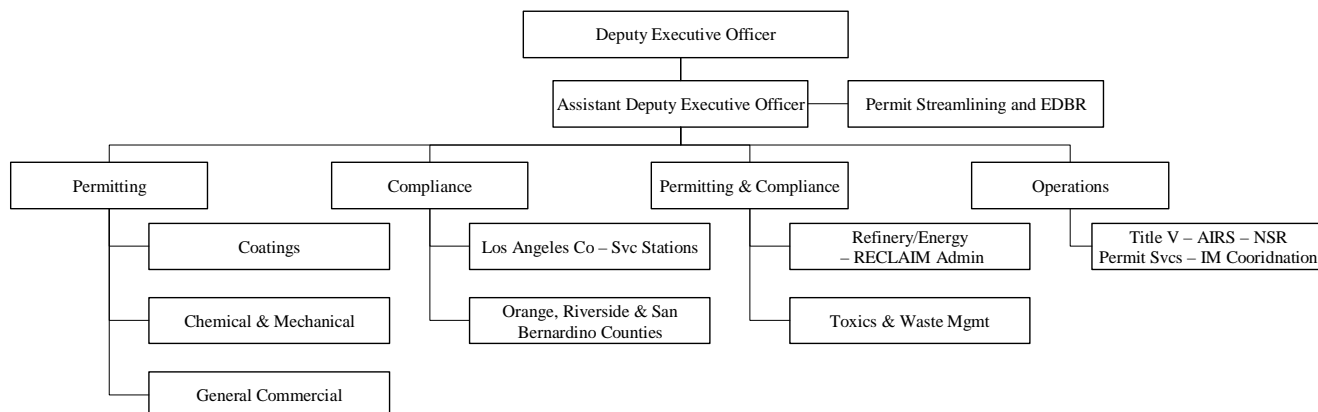 Deputy Executive Officer
Assistant Deputy Executive Officer
Permit Streamlining and EDBR
Permitting
Compliance
Permitting & Compliance
Operations
Coatings
Los Angeles Co – Svc Stations
Refinery/Energy
– RECLAIM Admin
Title V – AIRS – NSR
Permit Svcs – IM Cooridnation
Chemical & Mechanical
Orange, Riverside & San
Bernardino Counties
Toxics & Waste Mgmt
General Commercial